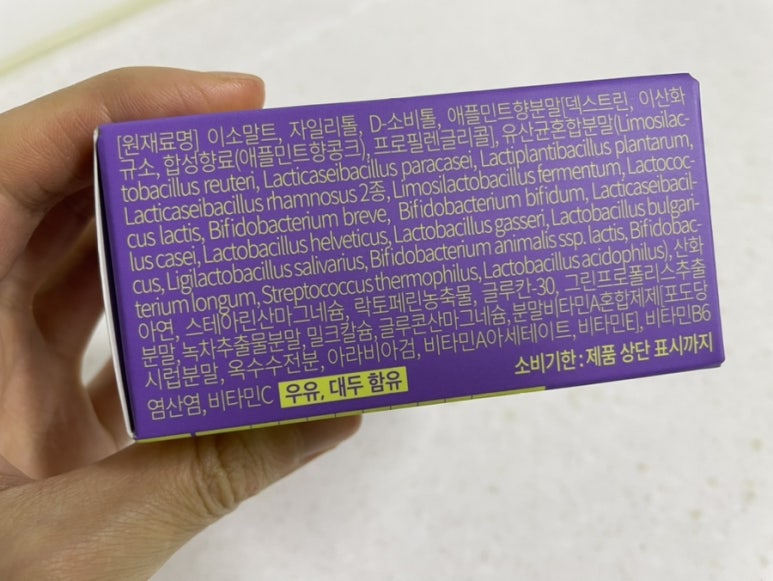 [원재료명] 이소말트, 자일리톨, D-소비톨, 애플민트향분말[덱스트린, 이산화
규소, 합성향료(애플민트향콩크), 프로필렌글리콜], 유산균혼합분말(Limosilac-
tobacillus reuteri, Lacticaseibacillus paracasei, Lactiplantibacillus plantarum,
Lacticaseibacillus rhamnosus 2종, Limosilactobacillus fermentum, Lactococ-
cus lactis, Bifidobacterium breve, Bifidobacterium bifidum, Lacticaseibacil-
lus casei, Lactobacillus helveticus, Lactobacillus gasseri, Lactobacillus bulgari-
cus, Ligilactobacillus salivarius, Bifidobacterium animalis ssp. lactis, Bifidobac-
terium longum, Streptococcus thermophilus, Lactobacillus acidophilus), 산화
아연, 스테아린산마그네슘, 락토페린농축물, 글루칸-30, 그린프로폴리스추출
분말, 녹차추출물분말, 밀크칼슘, 글루콘산마그네슘, 분말비타민A혼합제제[포도당
시럽분말, 옥수수전분, 아라비아검, 비타민A아세테이트, 비타민E], 비타민B6
염산염, 비타민C 우유, 대두 함유
소비기한 : 제품 상단 표시까지